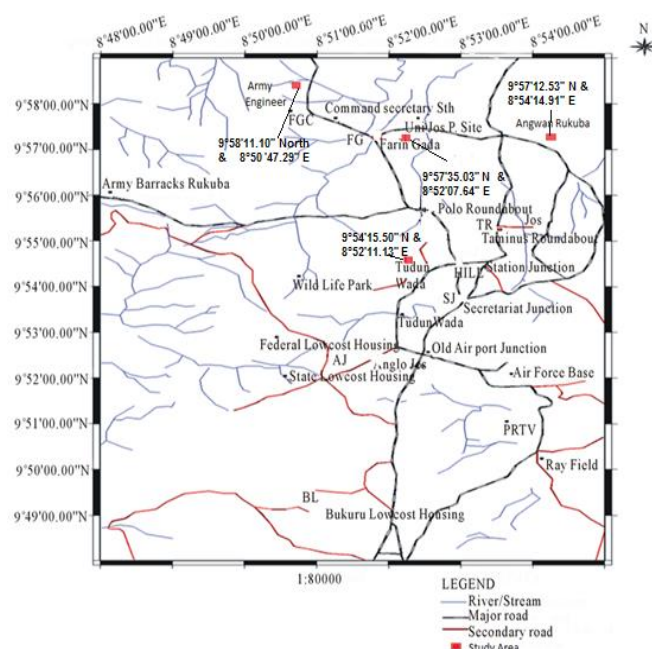 8°48'00.00"E 8°49'00.00"E 8°50'00.00"E 8°51'00.00"E 8°52'00.00"E 8°53'00.00"E 8°54'00.00"E
N
9°58'00.00"N
9°57'00.00"N
9°56'00.00"N
9°55'00.00"N
9°54'00.00"N
9°53'00.00"N
9°52'00.00"N
9°51'00.00"N
9°50'00.00"N
9°49'00.00"N
Army
Engineer
FGC
Command secretary Sth
9°57'12.53" N &
8°54'14.91" E
Angwan Rukuba
Uni Jos P. Site
FG
Farin Gada
9°58'11.10" North
& 8°50'47.29" E
9°57'35.03" N &
8°52'07.64" E
Army Barracks Rukuba
Polo Roundabout
TR
Jos
Taminus Roundabout
9°54'15.50" N &
8°52'11.13" E
Tudun
Wada
HILL
Station Junction
Wild Life Park
SJ
Secretariat Junction
Tudun Wada
Federal Lowcost Housing
Old Air port Junction
AJ
Anglo Jos
Air Force Base
State Lowcost Housing
PRTV
Ray Field
BL
Bukuru Lowcost Housing
1:80000
LEGEND
River/Stream
Major road
Secondary road
Study Area